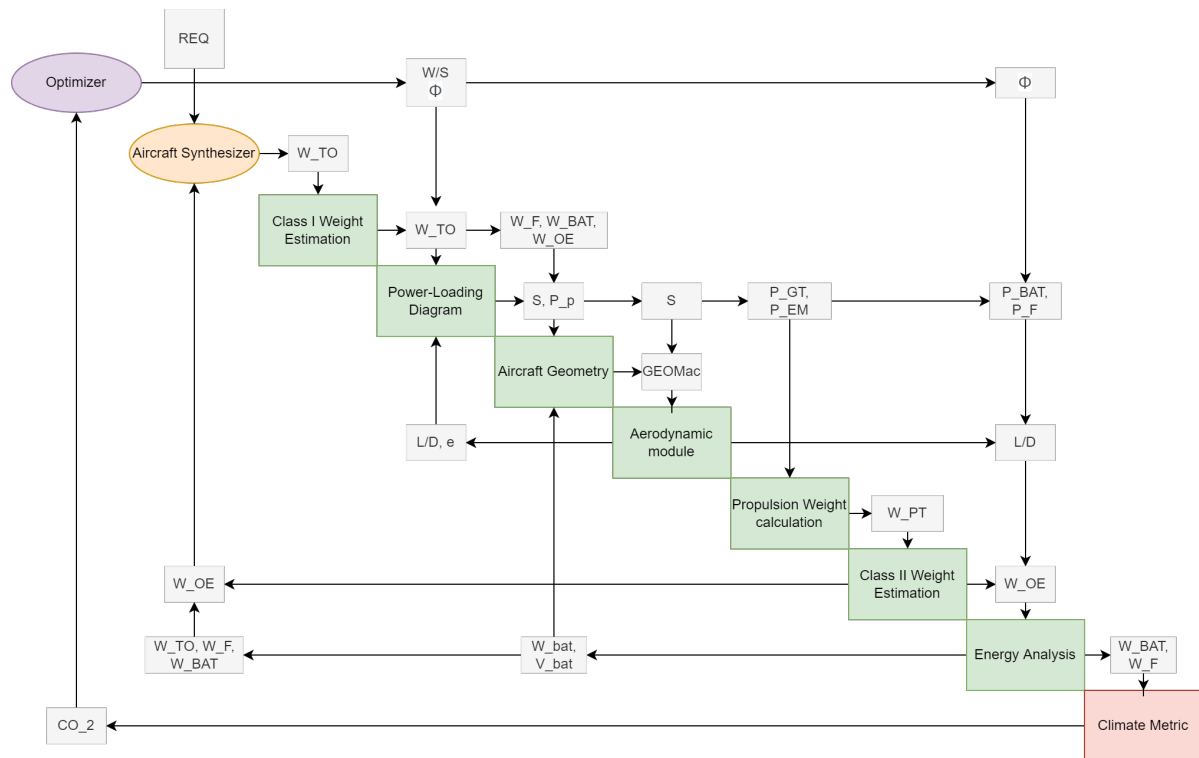 REQ
Optimizer
W/S
Φ
Φ
Aircraft Synthesizer
W_TO
Class I Weight
Estimation
W_TO
W_F, W_BAT,
W_OE
Power-Loading
Diagram
S, P_p
S
P_GT,
P_EM
P_BAT,
P_F
Aircraft Geometry
GEOMac
L/D, e
Aerodynamic
module
L/D
Propulsion Weight
calculation
W_PT
W_OE
Class II Weight
Estimation
W_OE
W_TO, W_F,
W_BAT
W_bat,
V_bat
Energy Analysis
W_BAT,
W_F
CO_2
Climate Metric